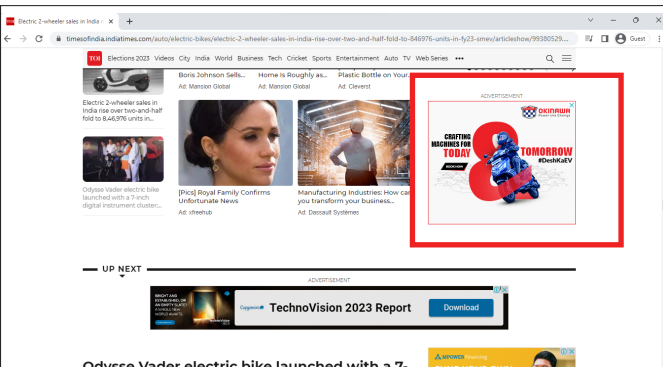 Electric 2-wheeler sales in India r
Guest
timesofindia.indiatimes.com/auto/electric-bikes/electric-2-wheeler-sales-in-india-rise-over-two-and-half-fold-to-846976-units-in-fy23-smev/articleshow/99380529....
TOI Elections 2023 Videos City India World Business Tech Cricket Sports Entertainment Auto TV Web Series •••
Boris Johnson Sells... Home Is Roughly as... Plastic Bottle on Your
Ad: Mansion Global Ad: Mansion Global Ad: Cleverst
Electric 2-wheeler sales in
India rise over two-and-half
fold to 8,46,976 units in...
Odysse Vader electric bike
launched with a 7-inch
digital instrument cluster:...
[Pics] Royal Family Confirms
Unfortunate News
Ad: xfreehub
Manufacturing Industries: How can
you transform your business...
Ad: Dassault Systèmes
ADVERTISEMENT
OKINAWA
CRAFTING
MACHINES FOR
TODAY
8
TOMORROW
#DeshKaEV
BOOK NOW
UP NEXT
ADVERTISEMENT
Capgemini TechnoVision 2023 Report Download
Odysse Vader electric bike launched with a 7-
MPOWER